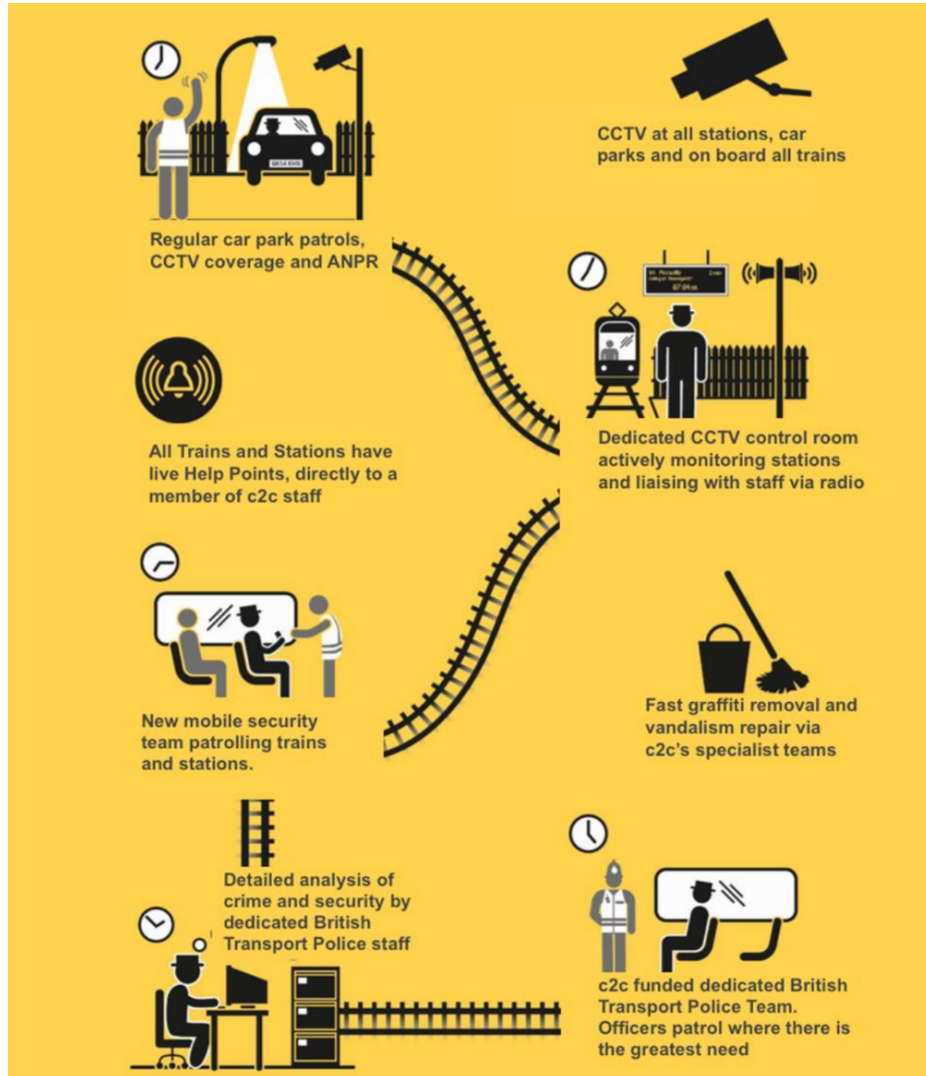 CCTV at all stations, car
parks and on board all trains
Regular car park patrols,
CCTV coverage and ANPR
Piccadilly
07:04
All Trains and Stations have
live Help Points, directly to a
member of c2c staff
Dedicated CCTV control room
actively monitoring stations
and liaising with staff via radio
New mobile security
team patrolling trains
and stations.
Fast graffiti removal and
vandalism repair via
c2c's specialist teams
Detailed analysis of
crime and security by
dedicated British
Transport Police staff
c2c funded dedicated British
Transport Police Team.
Officers patrol where there is
the greatest need